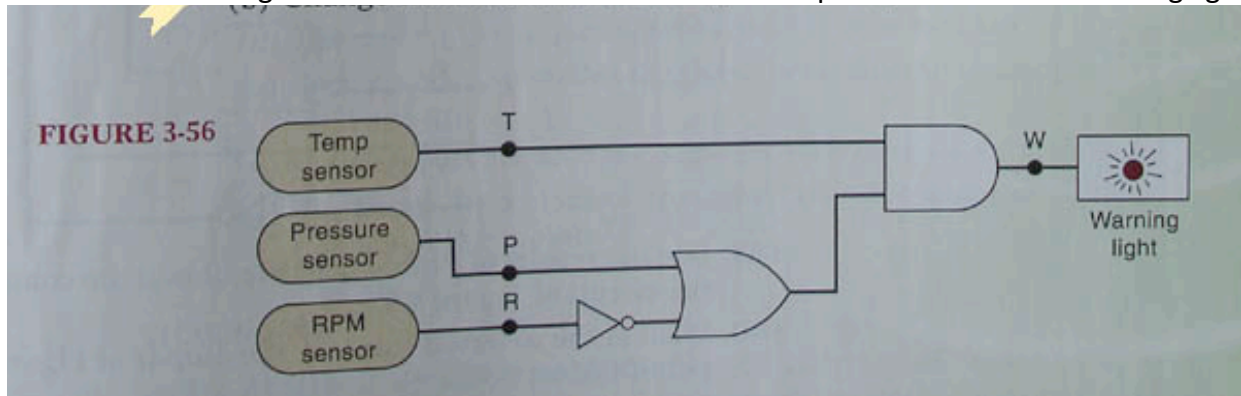 FIGURE 3-56
Temp
sensor
T
Pressure
sensor
P
RPM
sensor
R
W
Warning
light